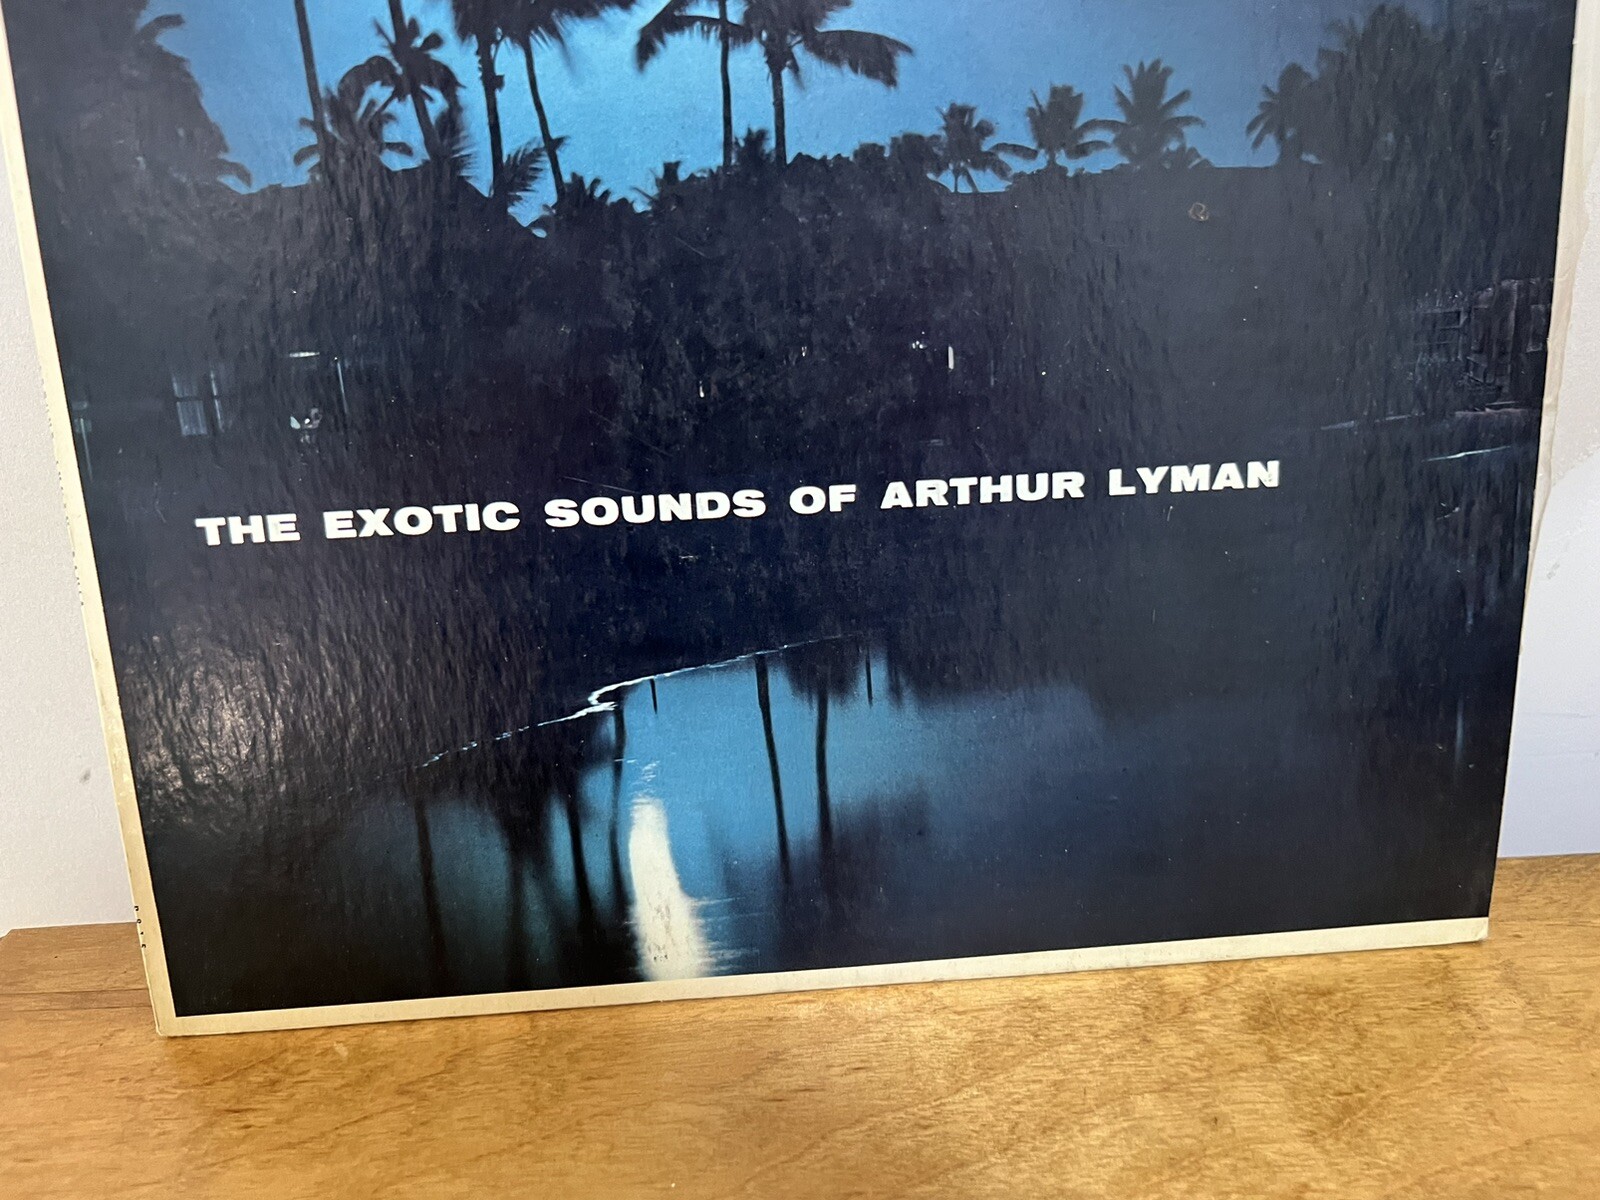 THE EXOTIC SOUNDS OF ARTHUR LYMAN